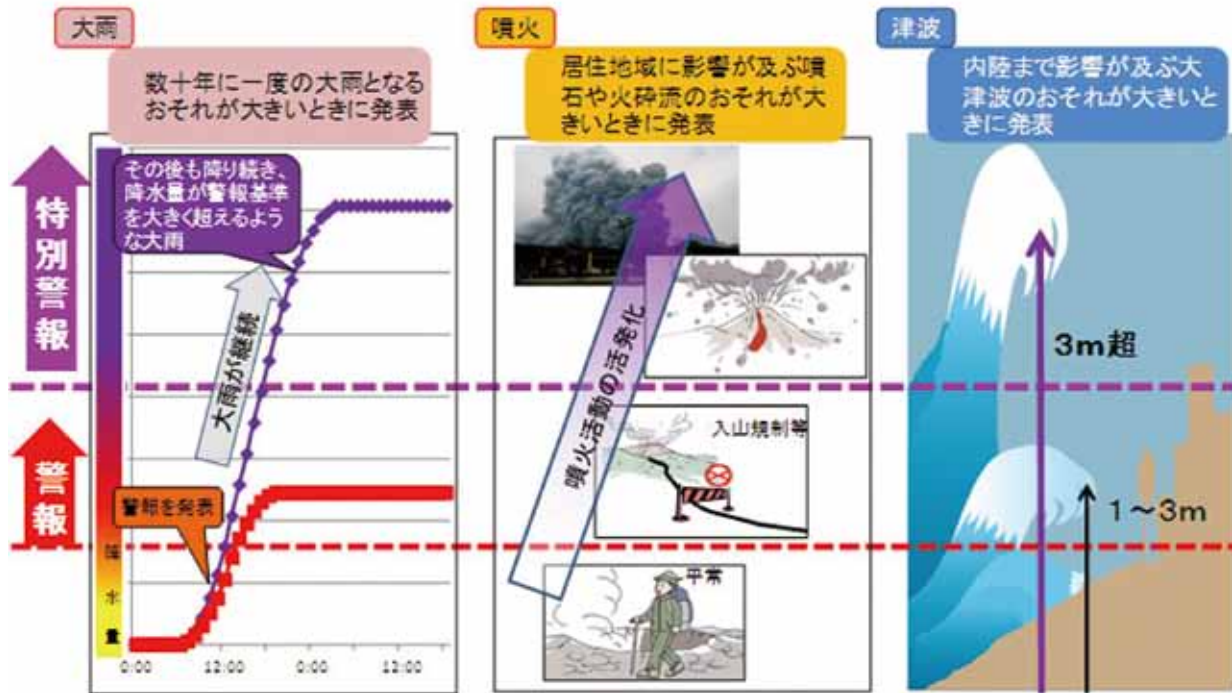 大雨
数十年に一度の大雨となる
おそれが大きいときに発表
噴火
居住地域に影響が及ぶ噴
石や火砕流のおそれが大
きいときに発表
津波
内陸まで影響が及ぶ大
津波のおそれが大きいと
きに発表
特別警報
警報
その後も降り続き、
降水量が警報基準
を大きく超えるよう
な大雨
大雨が継続
警報を発表
降水量
0:00 12:00 0:00 12:00
噴火活動の活発化
入山規制等
平常
3m超
1～3m